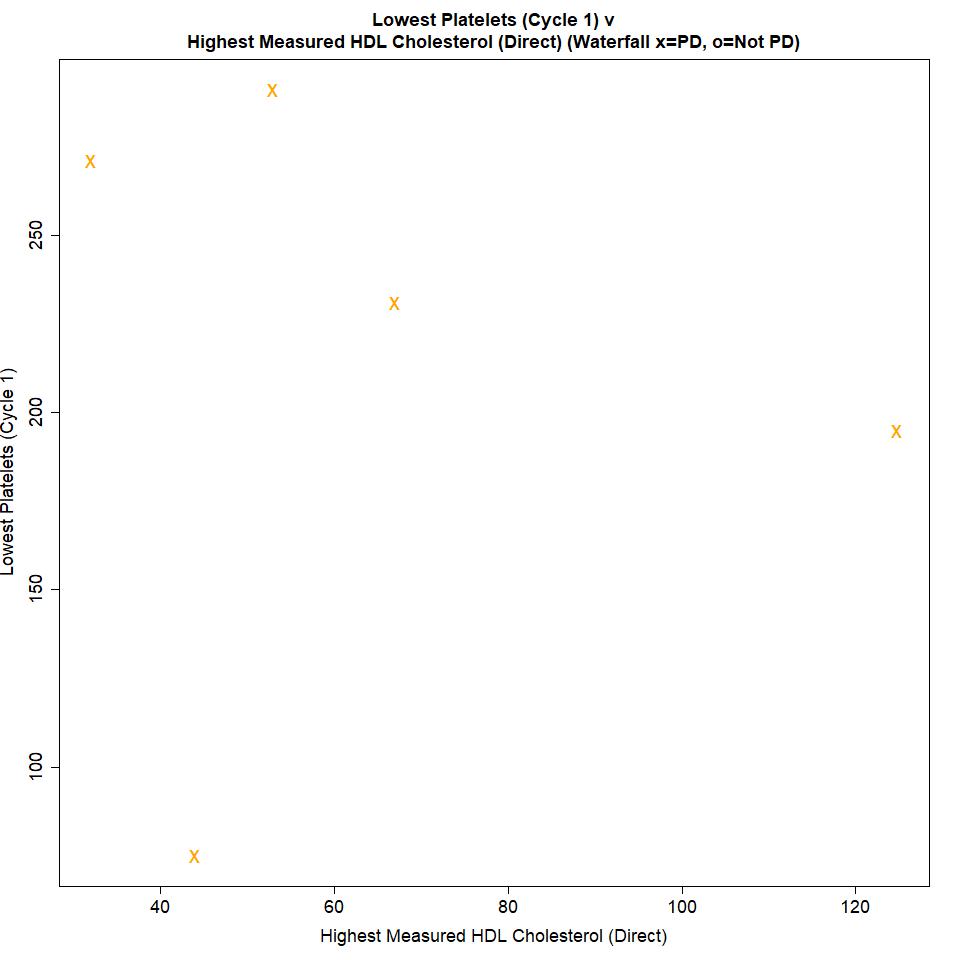 Lowest Platelets (Cycle 1) v
Highest Measured HDL Cholesterol (Direct) (Waterfall x=PD, o=Not PD)
Lowest Platelets (Cycle 1)
250
200
150
100
X
X
X
X
X
40 60 80 100 120
Highest Measured HDL Cholesterol (Direct)